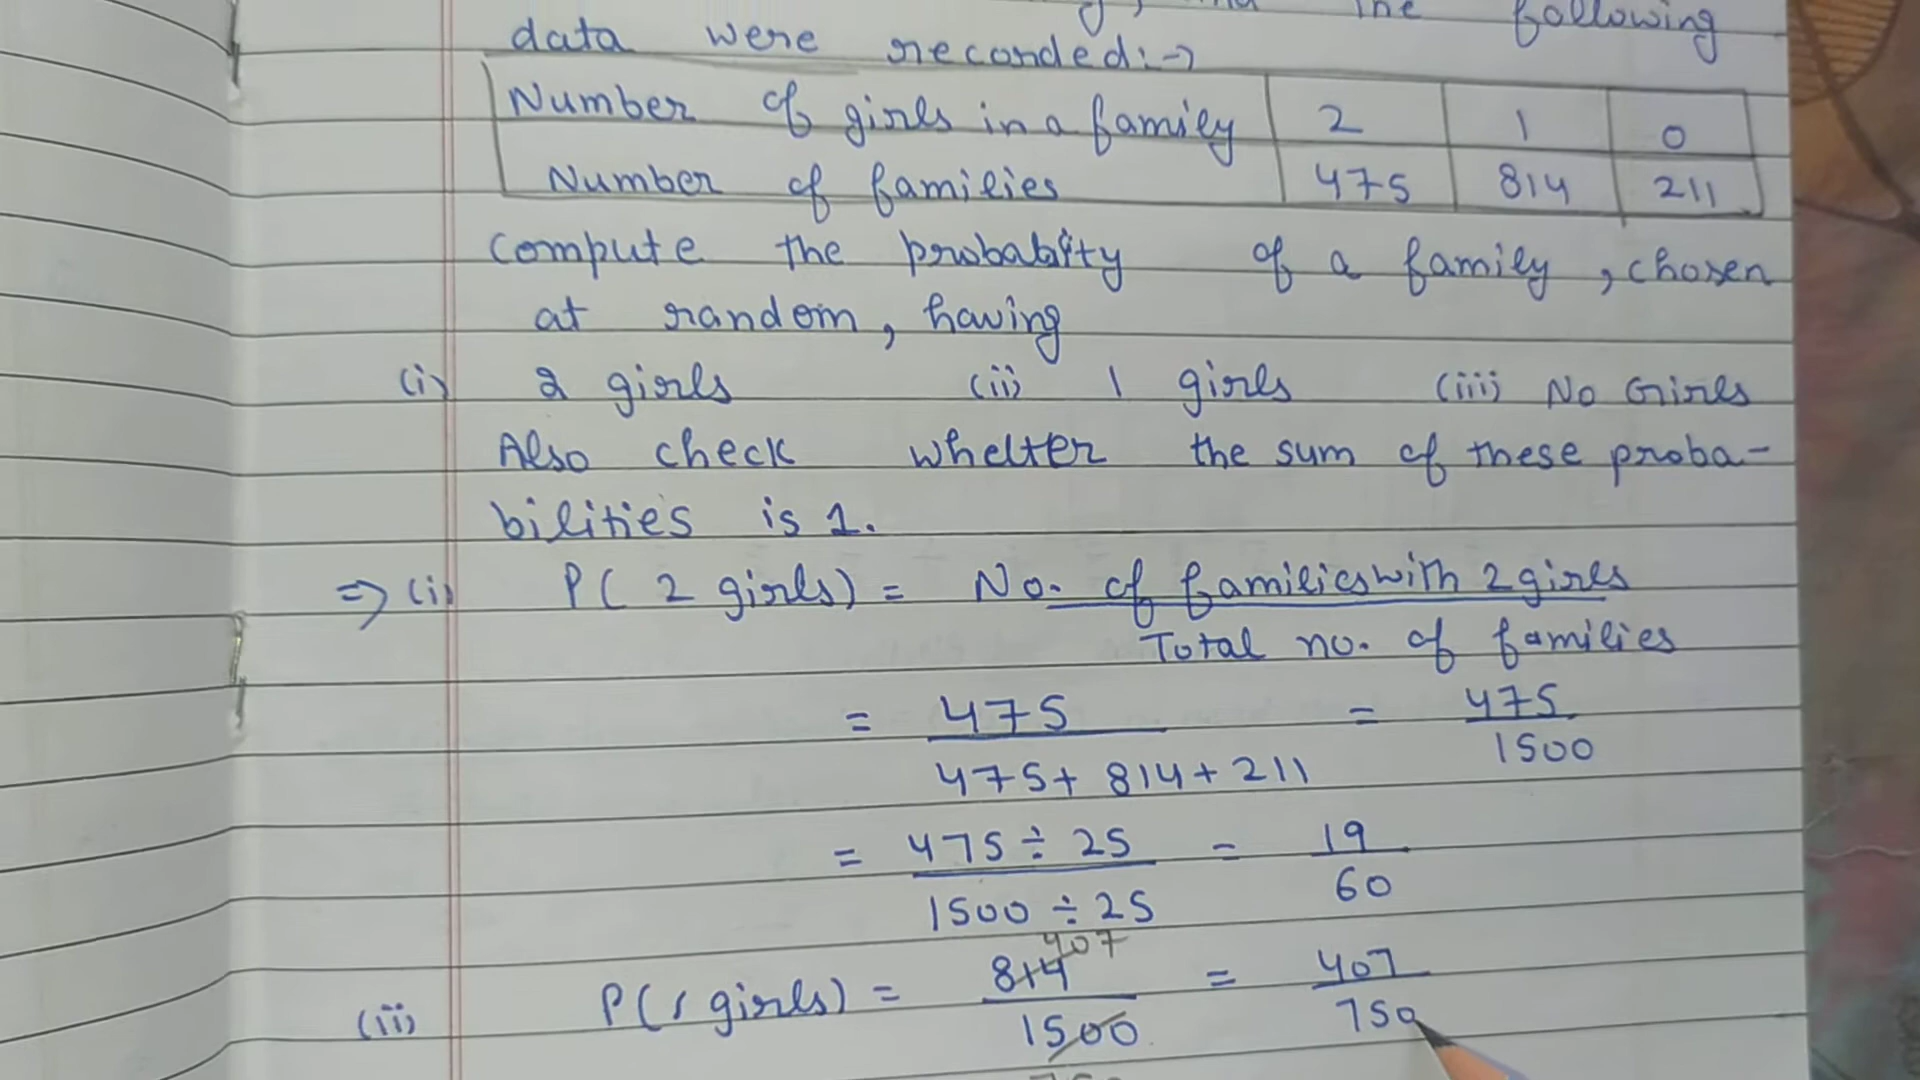 the following
data were recorded:→
Number of girls in a family 2 1 0
Number of families 475 814 211
compute the probability of a family, chosen
at random, having
(i) 2 girls (ii) 1 girls (iii) No Girls
Also check whelter the sum of these proba-
bilities is 1.
⇒ (i) P( 2 girls) = No. of families with 2 girls
Total no. of families
= 475 = 475
475+ 814+ 211 1500
= 475 ÷ 25 = 19
1500 ÷ 25 60
407
(ii) P(1 girls) = 814 = 407
1500 750